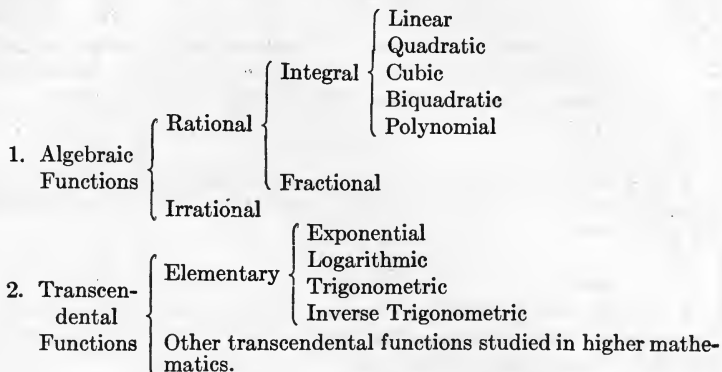 Linear
Quadratic
Integral
Cubic
Biquadratic
Rational
Polynomial
1. Algebraic
Functions
Fractional
Irrational
Exponential
Logarithmic
Elementary
Trigonometric
2. Transcen-
Inverse Trigonometric
dental
Functions
Other transcendental functions studied in higher mathe-
matics.